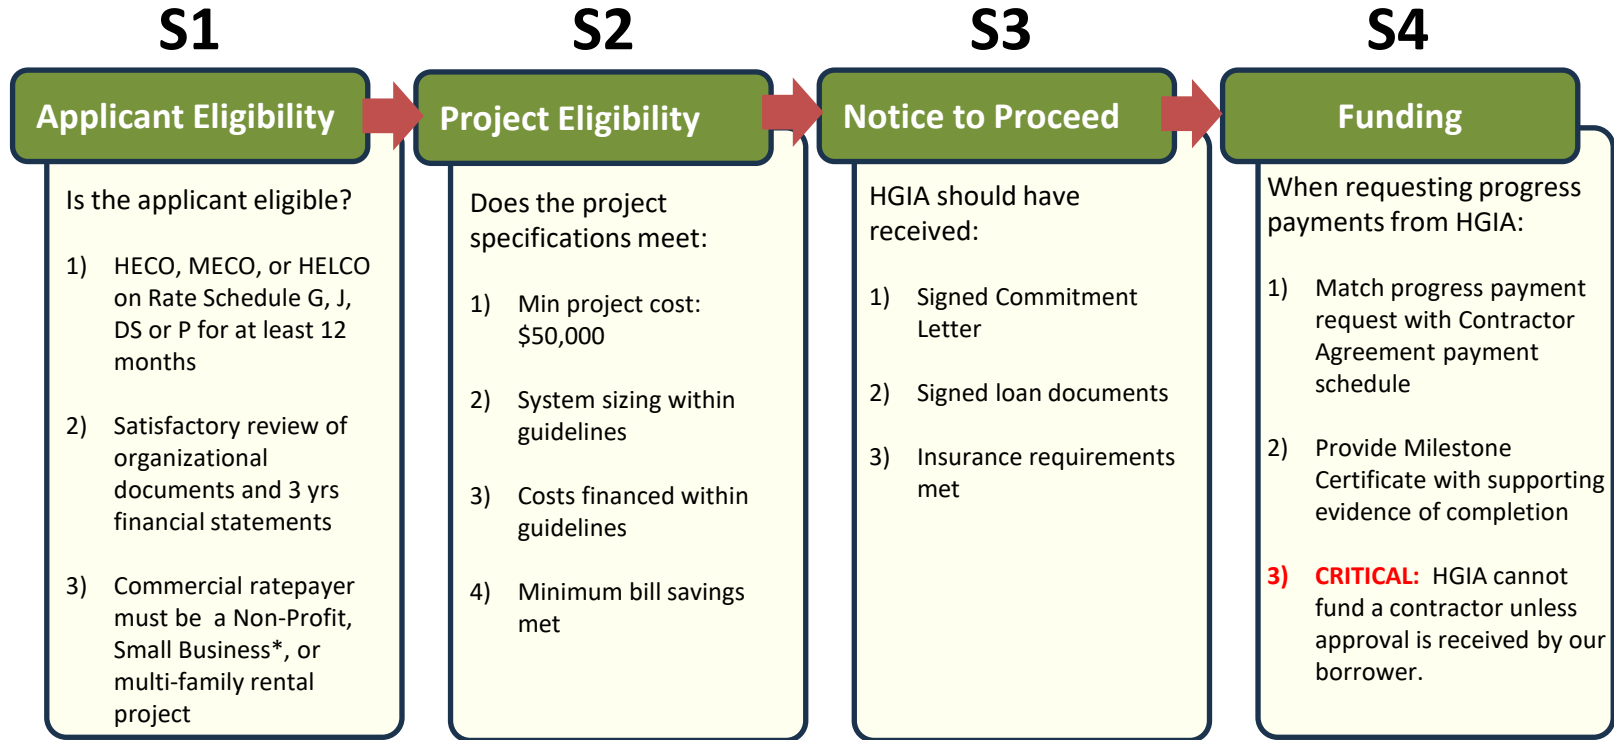 S1
S2
S3
S4
Applicant Eligibility
Project Eligibility
Notice to Proceed
Funding
Is the applicant eligible?
1) HECO, MECO, or HELCO
on Rate Schedule G, J,
DS or P for at least 12
months
2) Satisfactory review of
organizational
documents and 3 yrs
financial statements
3) Commercial ratepayer
must be a Non-Profit,
Small Business*, or
multi-family rental
project
Does the project
specifications meet:
1) Min project cost:
$50,000
2) System sizing within
guidelines
3) Costs financed within
guidelines
4) Minimum bill savings
met
HGIA should have
received:
1) Signed Commitment
Letter
2) Signed loan documents
3) Insurance requirements
met
When requesting progress
payments from HGIA:
1) Match progress payment
request with Contractor
Agreement payment
schedule
2) Provide Milestone
Certificate with supporting
evidence of completion
3) CRITICAL: HGIA cannot
fund a contractor unless
approval is received by our
borrower.